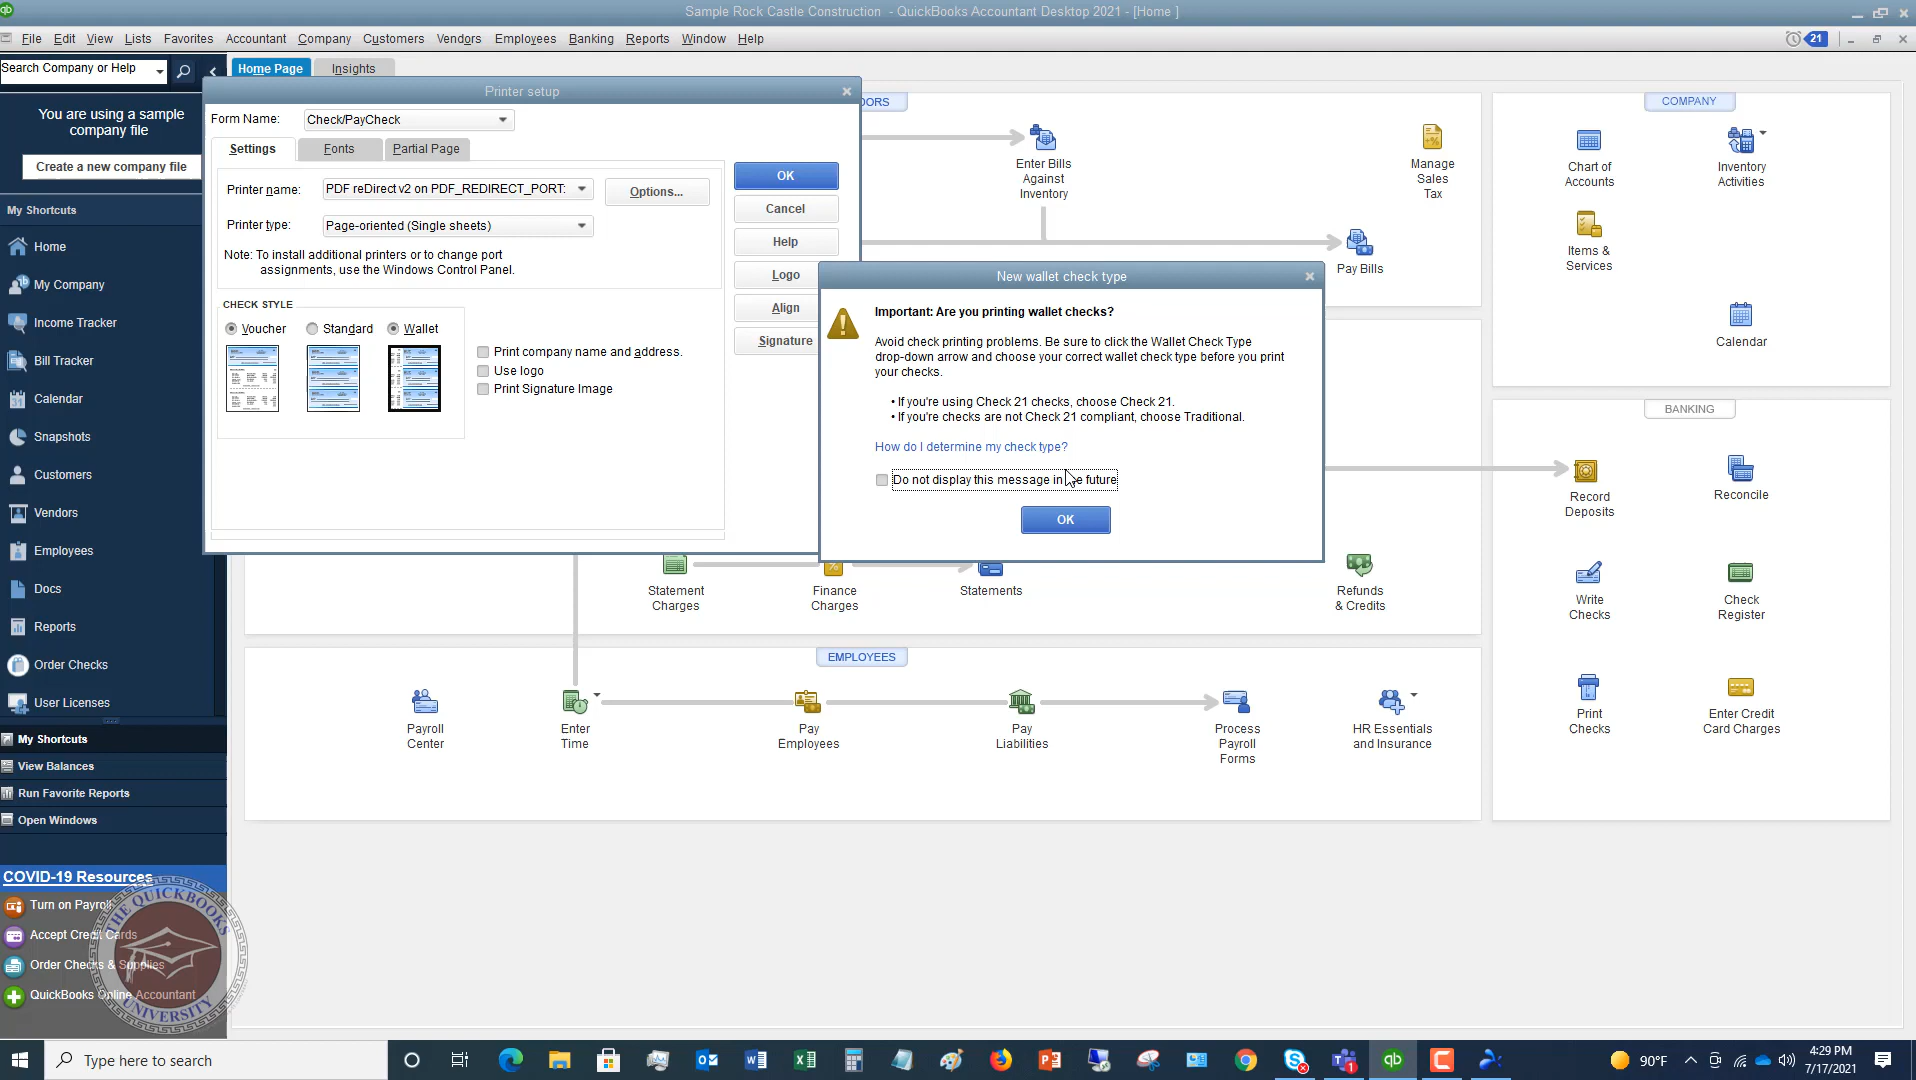 Sample Rock Castle Construction - QuickBooks Accountant Desktop 2021 - [Home ]
File Edit View Lists Favorites Accountant Company Customers Vendors Employees Banking Reports Window Help
21
Search Company or Help
Home Page
Insights
You are using a sample
company file
Create a new company file
My Shortcuts
Home
My Company
Income Tracker
Bill Tracker
Calendar
Snapshots
Customers
Vendors
Employees
Docs
Reports
Order Checks
User Licenses
My Shortcuts
View Balances
Run Favorite Reports
Open Windows
COVID-19 Resources
Turn on Payroll
Accept Credit Cards
Order Checks & Supplies
QuickBooks Online Accountant
THE QUICKBOOKS
UNIVERSITY
Printer setup
Form Name:
Check/PayCheck
Settings
Fonts
Partial Page
Printer name:
PDF reDirect v2 on PDF_REDIRECT_PORT:
Options...
Printer type:
Page-oriented (Single sheets)
Note: To install additional printers or to change port
assignments, use the Windows Control Panel.
CHECK STYLE
Voucher
Standard
Wallet
Print company name and address.
Use logo
Print Signature Image
OK
Cancel
Help
Logo
Align
Signature
New wallet check type
Important: Are you printing wallet checks?
Avoid check printing problems. Be sure to click the Wallet Check Type
drop-down arrow and choose your correct wallet check type before you print
your checks.
• If you're using Check 21 checks, choose Check 21.
• If you're checks are not Check 21 compliant, choose Traditional.
How do I determine my check type?
Do not display this message in the future
OK
DORS
Enter Bills
Against
Inventory
Manage
Sales
Tax
Pay Bills
Statement
Charges
Finance
Charges
Statements
Refunds
& Credits
EMPLOYEES
Payroll
Center
Enter
Time
Pay
Employees
Pay
Liabilities
Process
Payroll
Forms
HR Essentials
and Insurance
COMPANY
Chart of
Accounts
Inventory
Activities
Items &
Services
Calendar
BANKING
Record
Deposits
Reconcile
Write
Checks
Check
Register
Print
Checks
Enter Credit
Card Charges
Type here to search
90°F
4:29 PM
7/17/2021